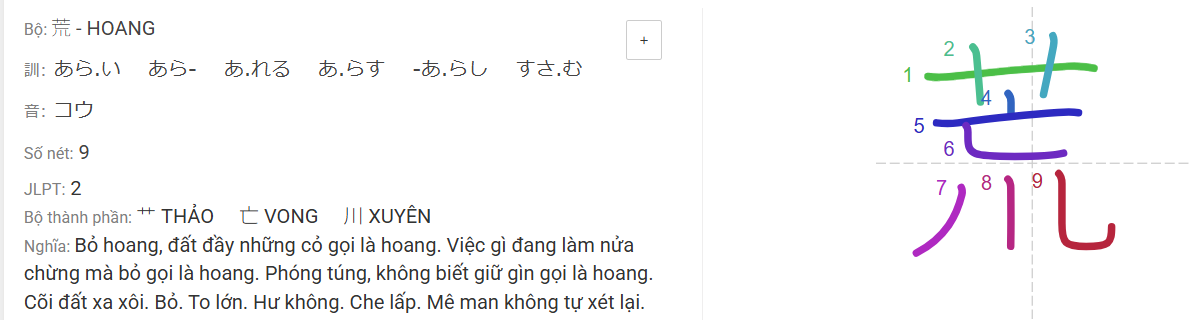 Bộ: 荒 - HOANG
+
訓: あら.い あら- あ.れる あ.らす -あ.らし すさ.む
音: コウ
Số nét: 9
JLPT: 2
Bộ thành phần: 艹 THẢO 亡 VONG 川 XUYÊN
Nghĩa: Bỏ hoang, đất đầy những cỏ gọi là hoang. Việc gì đang làm nửa
chừng mà bỏ gọi là hoang. Phóng túng, không biết giữ gìn gọi là hoang.
Cõi đất xa xôi. Bỏ. To lớn. Hư không. Che lấp. Mê man không tự xét lại.
荒
1
2
3
4
5
6
7
8
9